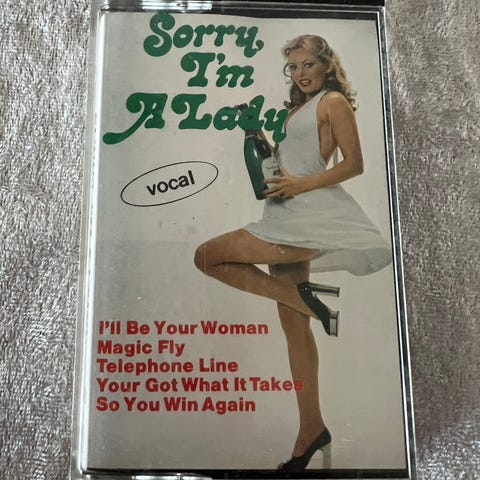 Sorry,
I'm
A Lady
vocal
I'll Be Your Woman
Magic Fly
Telephone Line
Your Got What It Takes
So You Win Again